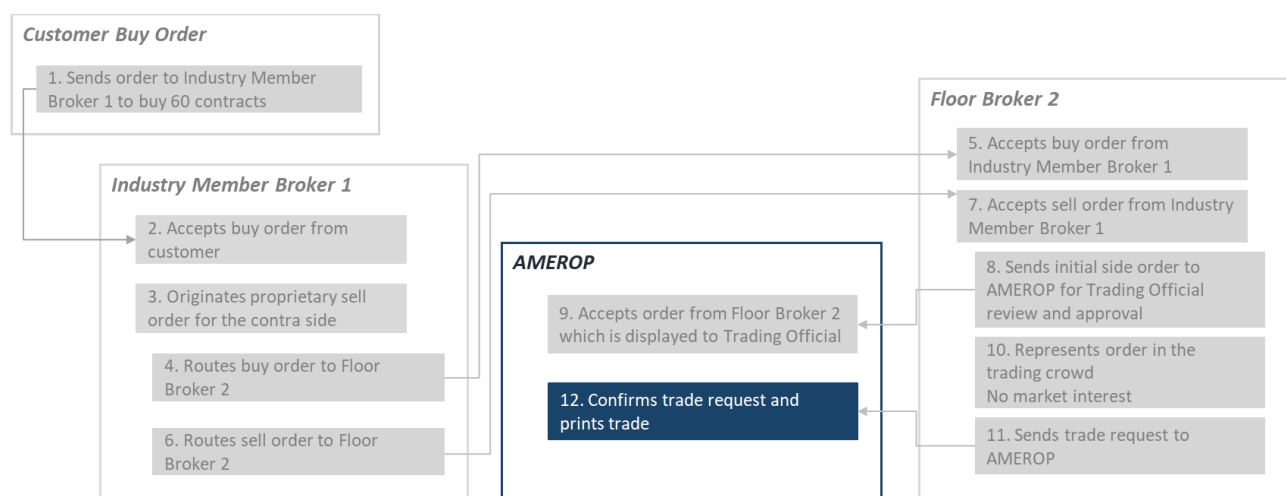 Customer Buy Order
1. Sends order to Industry Member
Broker 1 to buy 60 contracts
Industry Member Broker 1
2. Accepts buy order from
customer
3. Originates proprietary sell
order for the contra side
4. Routes buy order to Floor
Broker 2
6. Routes sell order to Floor
Broker 2
AMEROP
9. Accepts order from Floor Broker 2
which is displayed to Trading Official
12. Confirms trade request and
prints trade
Floor Broker 2
5. Accepts buy order from
Industry Member Broker 1
7. Accepts sell order from Industry
Member Broker 1
8. Sends initial side order to
AMEROP for Trading Official
review and approval
10. Represents order in the
trading crowd
No market interest
11. Sends trade request to
AMEROP